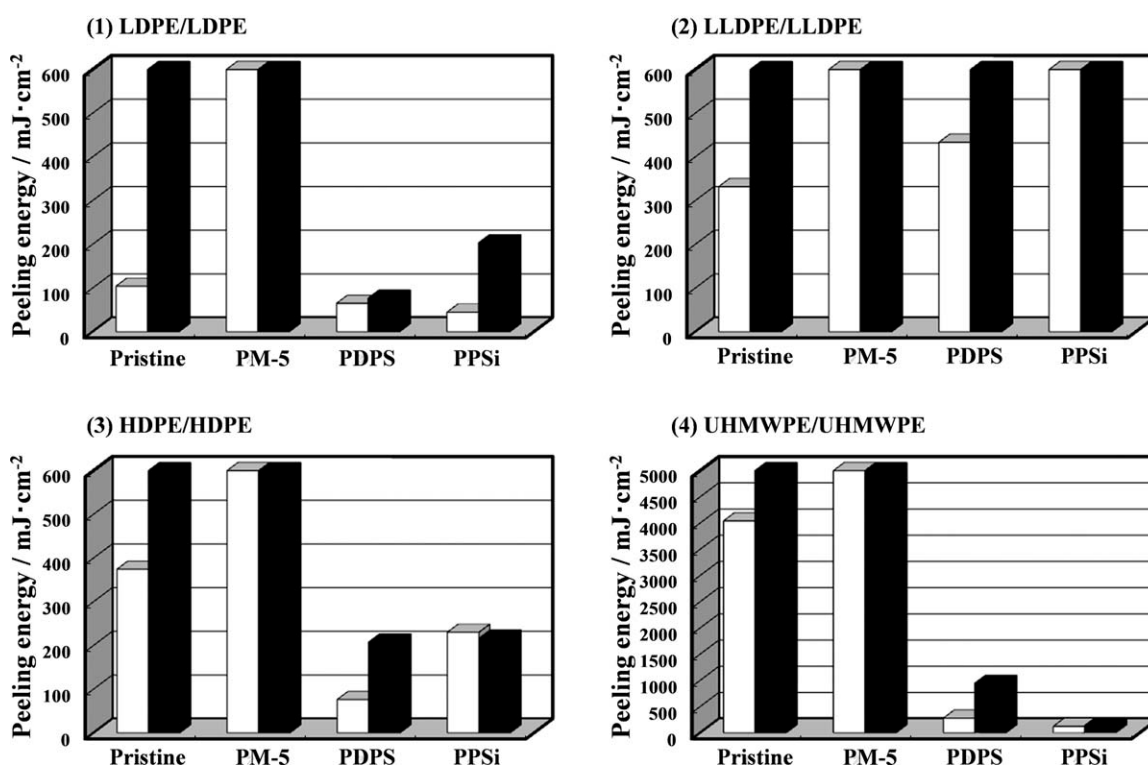 (1) LDPE/LDPE
Peeling energy / mJ·cm⁻²
600
500
400
300
200
100
0
Pristine PM-5 PDPS PPSi
(2) LLDPE/LLDPE
Peeling energy / mJ·cm⁻²
600
500
400
300
200
100
0
Pristine PM-5 PDPS PPSi
(3) HDPE/HDPE
Peeling energy / mJ·cm⁻²
600
500
400
300
200
100
0
Pristine PM-5 PDPS PPSi
(4) UHMWPE/UHMWPE
Peeling energy / mJ·cm⁻²
5000
4500
4000
3500
3000
2500
2000
1500
1000
500
0
Pristine PM-5 PDPS PPSi